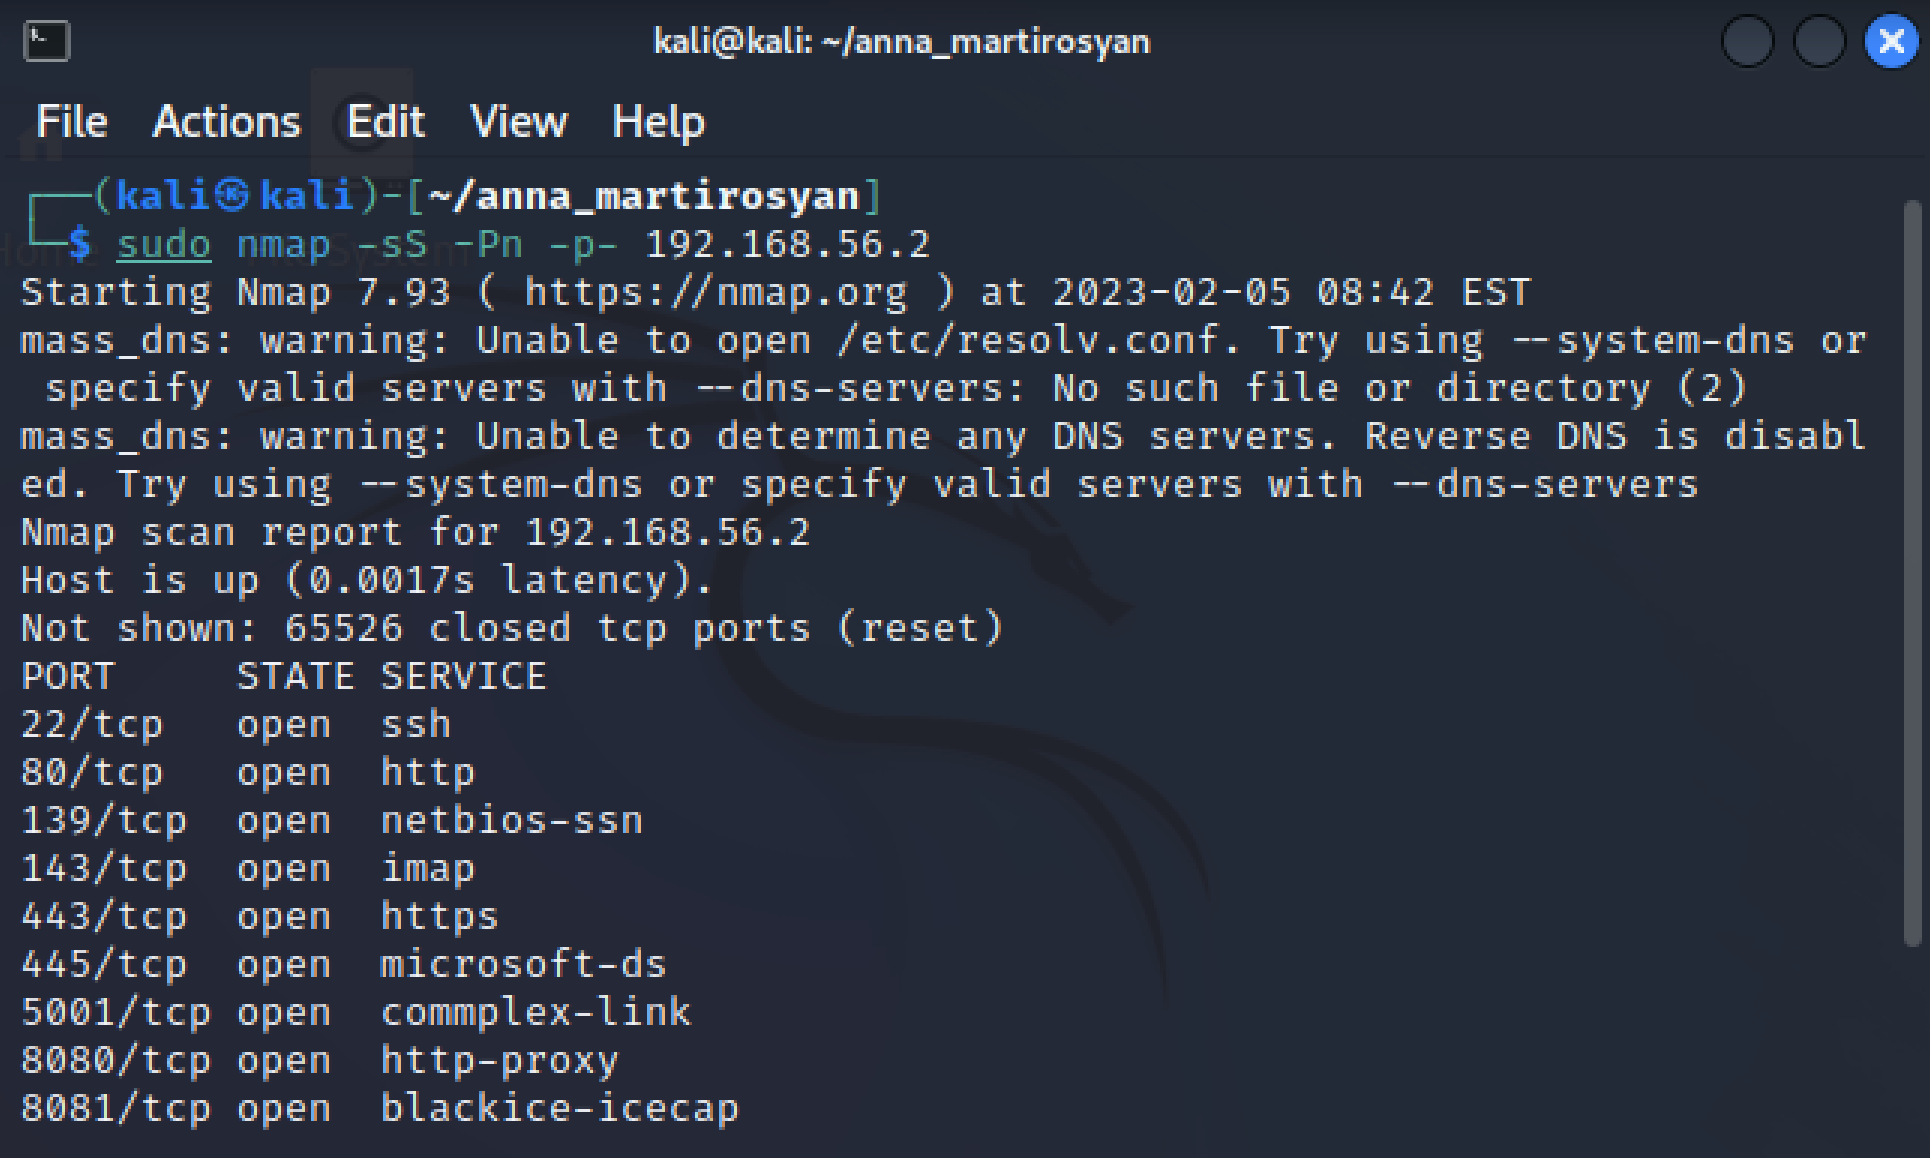 kali@kali: ~/anna_martirosyan
File Actions Edit View Help
┌──(kali㉿kali)-[~/anna_martirosyan]
└─$ sudo nmap -sS -Pn -p- 192.168.56.2
Starting Nmap 7.93 ( https://nmap.org ) at 2023-02-05 08:42 EST
mass_dns: warning: Unable to open /etc/resolv.conf. Try using --system-dns or
 specify valid servers with --dns-servers: No such file or directory (2)
mass_dns: warning: Unable to determine any DNS servers. Reverse DNS is disabl
ed. Try using --system-dns or specify valid servers with --dns-servers
Nmap scan report for 192.168.56.2
Host is up (0.0017s latency).
Not shown: 65526 closed tcp ports (reset)
PORT     STATE SERVICE
22/tcp   open  ssh
80/tcp   open  http
139/tcp  open  netbios-ssn
143/tcp  open  imap
443/tcp  open  https
445/tcp  open  microsoft-ds
5001/tcp open  commplex-link
8080/tcp open  http-proxy
8081/tcp open  blackice-icecap